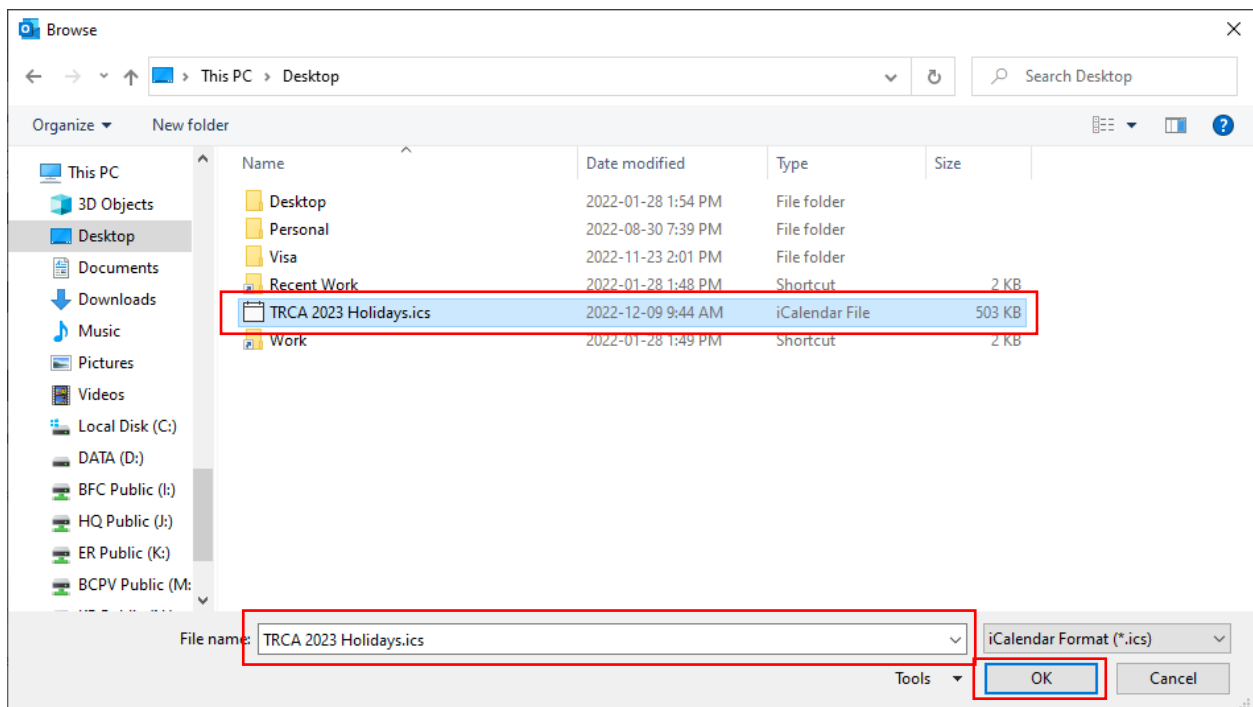 Browse
This PC > Desktop
Search Desktop
Organize
New folder
Name Date modified Type Size
This PC
3D Objects
Desktop
Documents
Downloads
Music
Pictures
Videos
Local Disk (C:)
DATA (D:)
BFC Public (I:)
HQ Public (J:)
ER Public (K:)
BCPV Public (M:
Desktop 2022-01-28 1:54 PM File folder
Personal 2022-08-30 7:39 PM File folder
Visa 2022-11-23 2:01 PM File folder
Recent Work 2022-01-28 1:48 PM Shortcut 2 KB
TRCA 2023 Holidays.ics 2022-12-09 9:44 AM iCalendar File 503 KB
Work 2022-01-28 1:49 PM Shortcut 2 KB
File name: TRCA 2023 Holidays.ics iCalendar Format (*.ics)
Tools OK Cancel